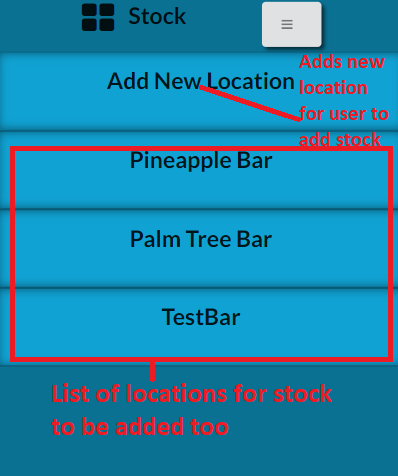 Stock
Add New Location
Adds new
location
for user to
add stock
Pineapple Bar
Palm Tree Bar
TestBar
List of locations for stock
to be added too